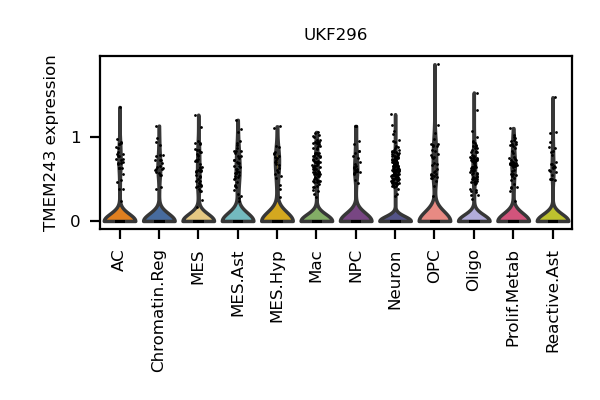 UKF296
TMEM243 expression
1
0
AC
Chromatin.Reg
MES
MES.Ast
MES.Hyp
Mac
NPC
Neuron
OPC
Oligo
Prolif.Metab
Reactive.Ast